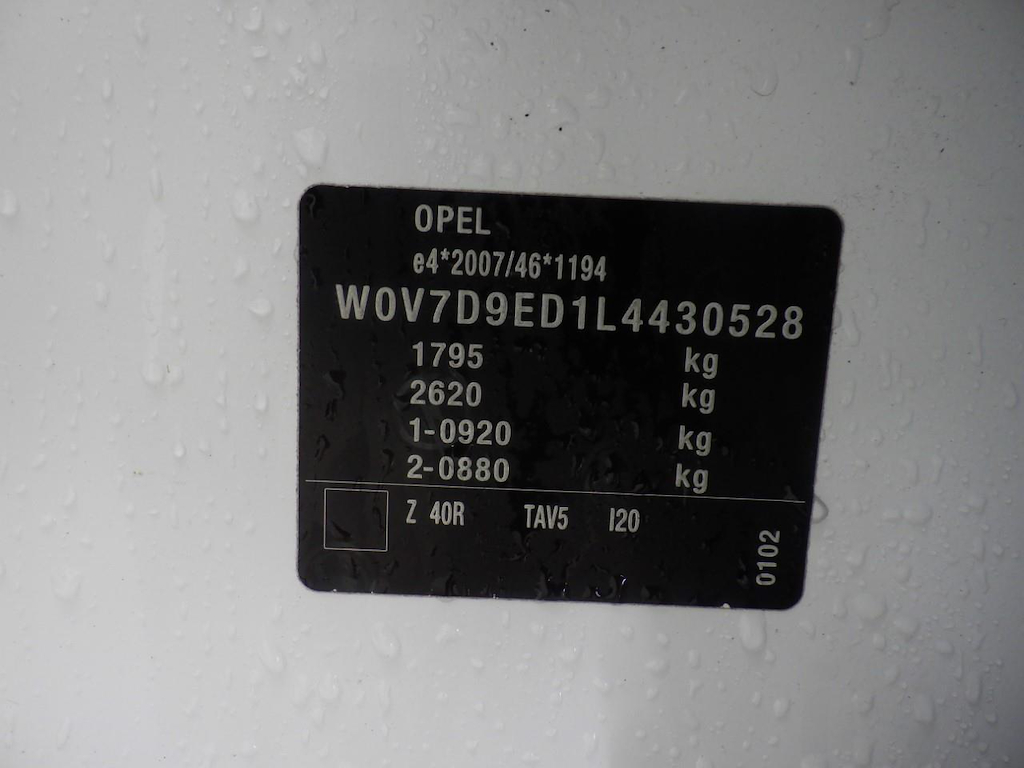 OPEL
e4*2007/46*1194
W0V7D9ED1L4430528
1795 kg
2620 kg
1-0920 kg
2-0880 kg
Z 40R TAV5 I20
0102